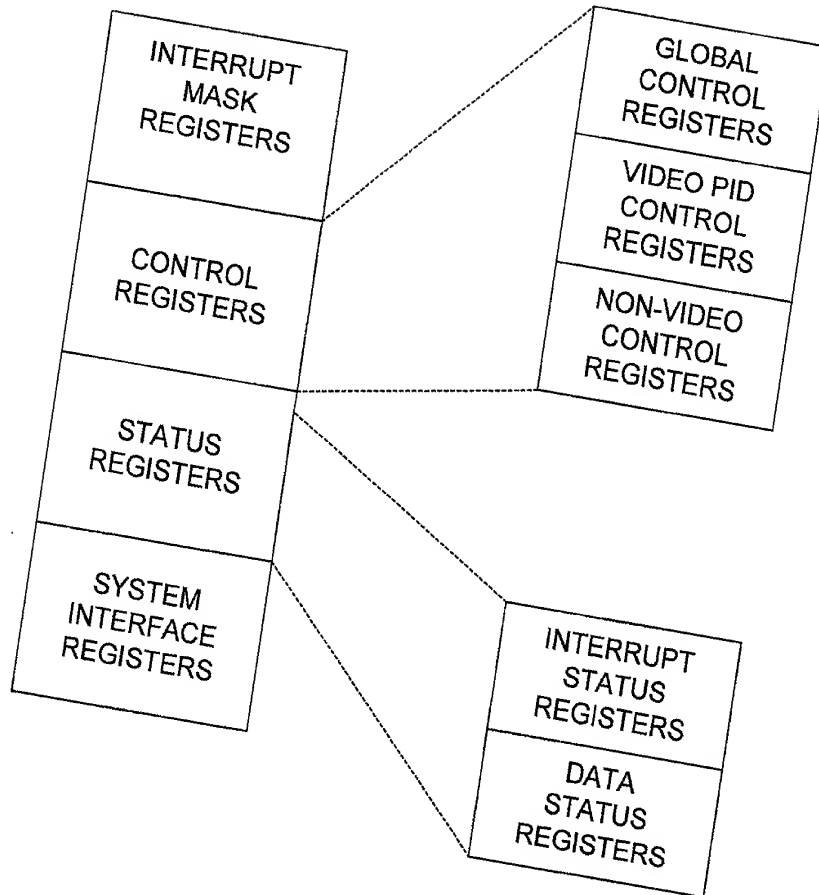 INTERRUPT
MASK
REGISTERS
CONTROL
REGISTERS
STATUS
REGISTERS
SYSTEM
INTERFACE
REGISTERS
GLOBAL
CONTROL
REGISTERS
VIDEO PID
CONTROL
REGISTERS
NON-VIDEO
CONTROL
REGISTERS
INTERRUPT
STATUS
REGISTERS
DATA
STATUS
REGISTERS